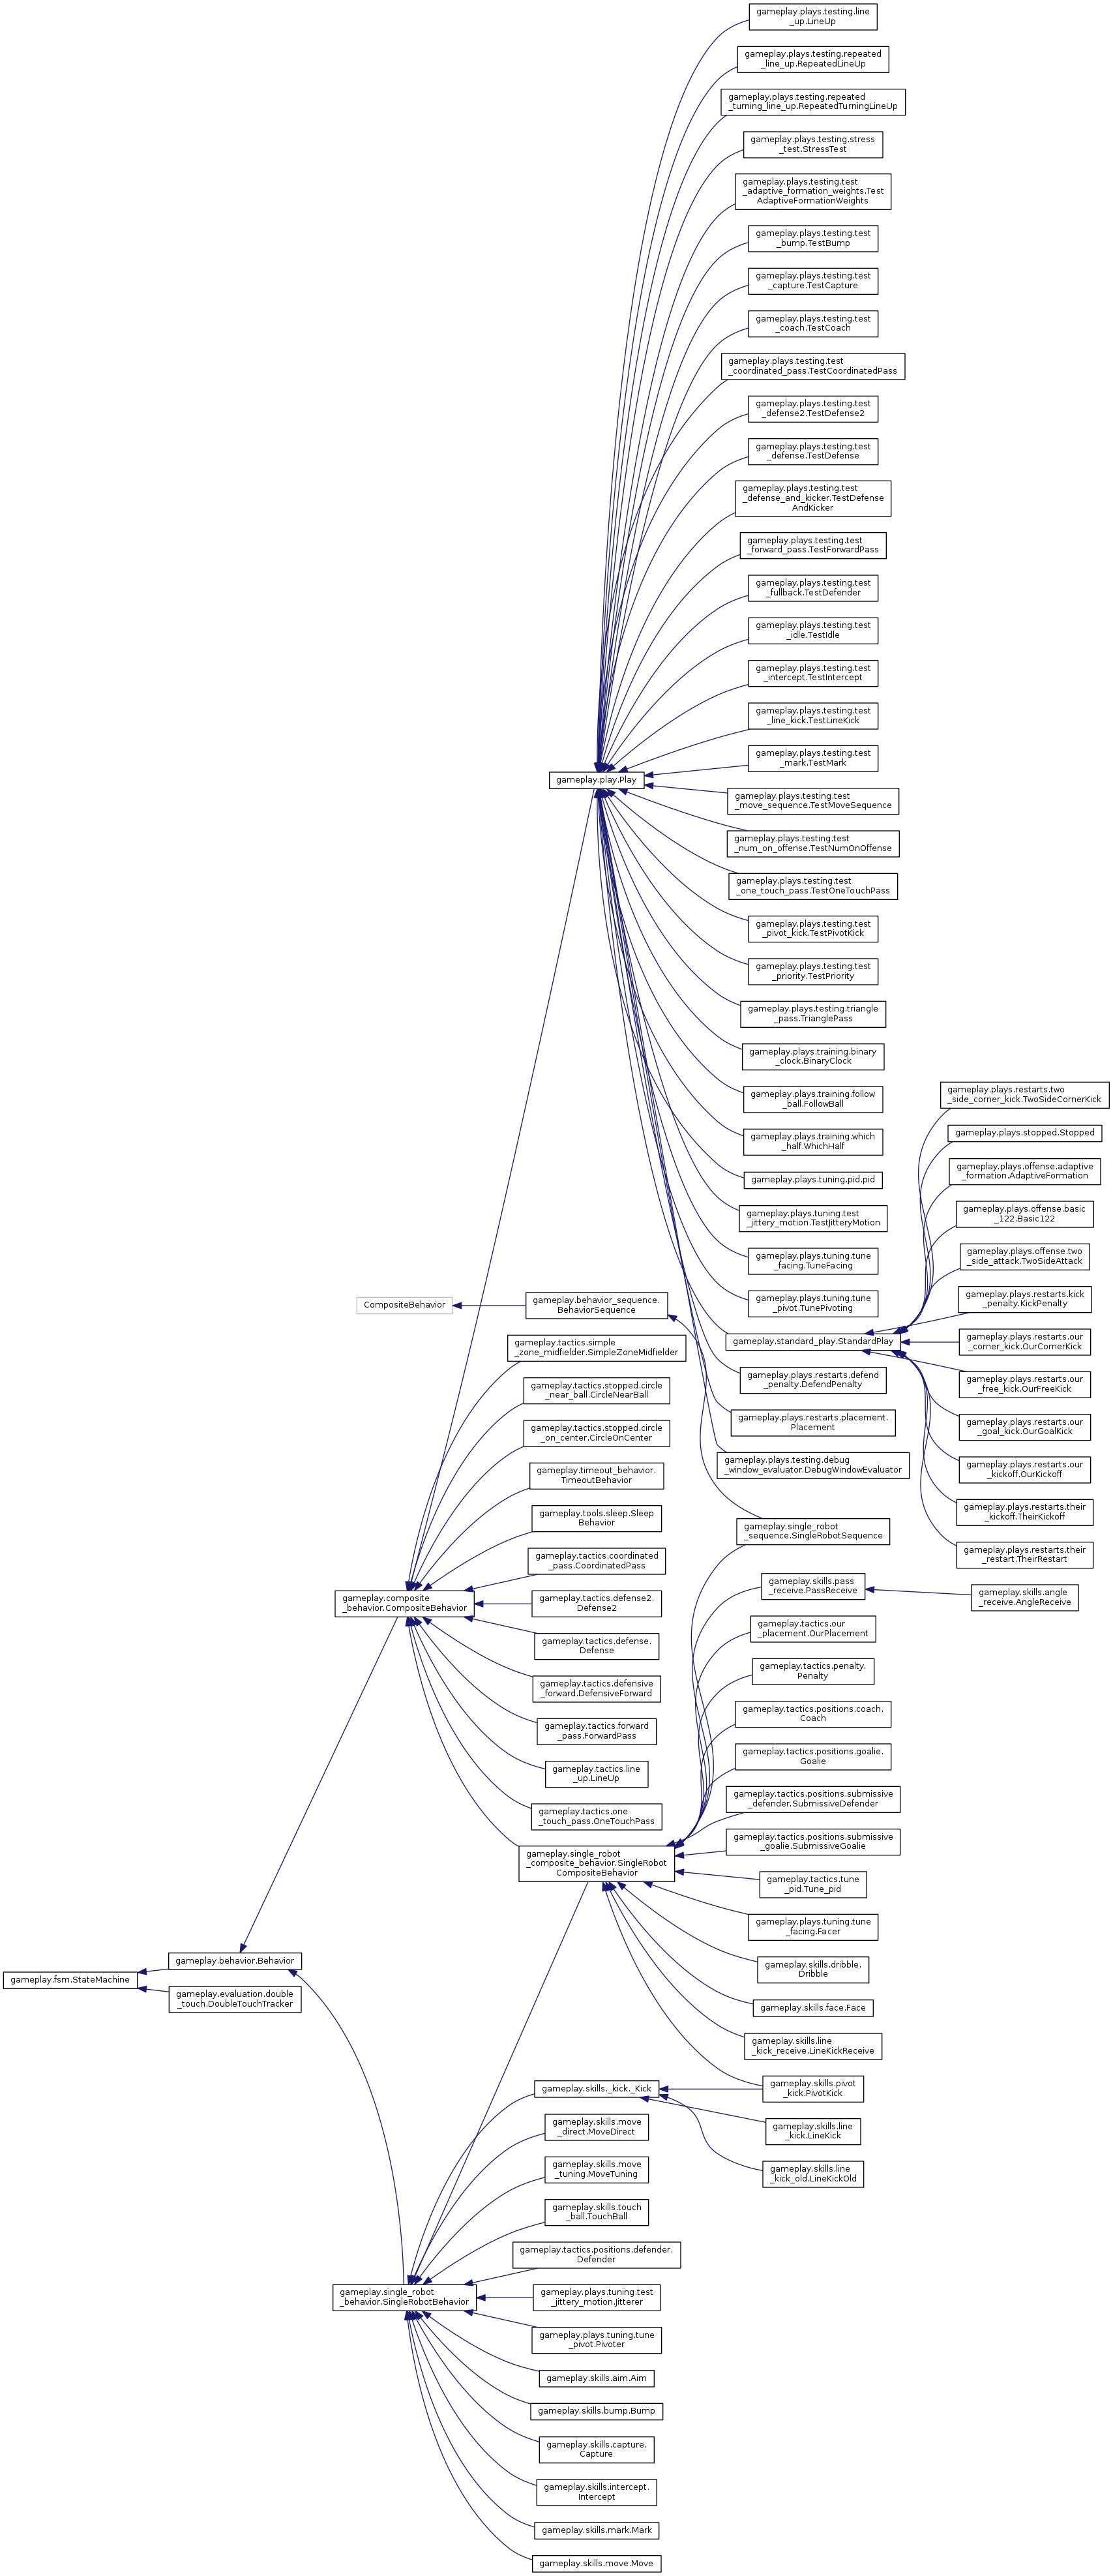 gameplay.plays.testing.line
_up.LineUp
gameplay.plays.testing.repeated
_line_up.RepeatedLineUp
gameplay.plays.testing.repeated
_turning_line_up.RepeatedTurningLineUp
gameplay.plays.testing.stress
_test.StressTest
gameplay.plays.testing.test
_adaptive_formation_weights.Test
AdaptiveFormationWeights
gameplay.plays.testing.test
_bump.TestBump
gameplay.plays.testing.test
_capture.TestCapture
gameplay.plays.testing.test
_coach.TestCoach
gameplay.plays.testing.test
_coordinated_pass.TestCoordinatedPass
gameplay.plays.testing.test
_defense2.TestDefense2
gameplay.plays.testing.test
_defense.TestDefense
gameplay.plays.testing.test
_defense_and_kicker.TestDefense
AndKicker
gameplay.plays.testing.test
_forward_pass.TestForwardPass
gameplay.plays.testing.test
_fullback.TestDefender
gameplay.plays.testing.test
_idle.TestIdle
gameplay.plays.testing.test
_intercept.TestIntercept
gameplay.plays.testing.test
_line_kick.TestLineKick
gameplay.plays.testing.test
_mark.TestMark
gameplay.play.Play
gameplay.plays.testing.test
_move_sequence.TestMoveSequence
gameplay.plays.testing.test
_num_on_offense.TestNumOnOffense
gameplay.plays.testing.test
_one_touch_pass.TestOneTouchPass
gameplay.plays.testing.test
_pivot_kick.TestPivotKick
gameplay.plays.testing.test
_priority.TestPriority
gameplay.plays.testing.triangle
_pass.TrianglePass
gameplay.plays.training.binary
_clock.BinaryClock
gameplay.plays.training.follow
_ball.FollowBall
gameplay.plays.training.which
_half.WhichHalf
gameplay.plays.tuning.pid.pid
gameplay.plays.tuning.test
_jittery_motion.TestJitteryMotion
gameplay.plays.tuning.tune
_facing.TuneFacing
gameplay.plays.tuning.tune
_pivot.TunePivoting
gameplay.standard_play.StandardPlay
gameplay.plays.restarts.defend
_penalty.DefendPenalty
gameplay.plays.restarts.placement.
Placement
gameplay.plays.testing.debug
_window_evaluator.DebugWindowEvaluator
gameplay.plays.restarts.two
_side_corner_kick.TwoSideCornerKick
gameplay.plays.stopped.Stopped
gameplay.plays.offense.adaptive
_formation.AdaptiveFormation
gameplay.plays.offense.basic
_122.Basic122
gameplay.plays.offense.two
_side_attack.TwoSideAttack
gameplay.plays.restarts.kick
_penalty.KickPenalty
gameplay.plays.restarts.our
_corner_kick.OurCornerKick
gameplay.plays.restarts.our
_free_kick.OurFreeKick
gameplay.plays.restarts.our
_goal_kick.OurGoalKick
gameplay.plays.restarts.our
_kickoff.OurKickoff
gameplay.plays.restarts.their
_kickoff.TheirKickoff
gameplay.plays.restarts.their
_restart.TheirRestart
CompositeBehavior
gameplay.behavior_sequence.
BehaviorSequence
gameplay.tactics.simple
_zone_midfielder.SimpleZoneMidfielder
gameplay.tactics.stopped.circle
_near_ball.CircleNearBall
gameplay.tactics.stopped.circle
_on_center.CircleOnCenter
gameplay.timeout_behavior.
TimeoutBehavior
gameplay.tools.sleep.Sleep
Behavior
gameplay.tactics.coordinated
_pass.CoordinatedPass
gameplay.composite
_behavior.CompositeBehavior
gameplay.tactics.defense2.
Defense2
gameplay.tactics.defense.
Defense
gameplay.tactics.defensive
_forward.DefensiveForward
gameplay.tactics.forward
_pass.ForwardPass
gameplay.tactics.line
_up.LineUp
gameplay.tactics.one
_touch_pass.OneTouchPass
gameplay.single_robot
_composite_behavior.SingleRobot
CompositeBehavior
gameplay.single_robot
_sequence.SingleRobotSequence
gameplay.skills.pass
_receive.PassReceive
gameplay.skills.angle
_receive.AngleReceive
gameplay.tactics.our
_placement.OurPlacement
gameplay.tactics.penalty.
Penalty
gameplay.tactics.positions.coach.
Coach
gameplay.tactics.positions.goalie.
Goalie
gameplay.tactics.positions.submissive
_defender.SubmissiveDefender
gameplay.tactics.positions.submissive
_goalie.SubmissiveGoalie
gameplay.tactics.tune
_pid.Tune_pid
gameplay.plays.tuning.tune
_facing.Facer
gameplay.skills.dribble.
Dribble
gameplay.skills.face.Face
gameplay.skills.line
_kick_receive.LineKickReceive
gameplay.skills.pivot
_kick.PivotKick
gameplay.skills.line
_kick.LineKick
gameplay.skills.line
_kick_old.LineKickOld
gameplay.behavior.Behavior
gameplay.fsm.StateMachine
gameplay.evaluation.double
_touch.DoubleTouchTracker
gameplay.skills._kick._Kick
gameplay.skills.move
_direct.MoveDirect
gameplay.skills.move
_tuning.MoveTuning
gameplay.skills.touch
_ball.TouchBall
gameplay.tactics.positions.defender.
Defender
gameplay.single_robot
_behavior.SingleRobotBehavior
gameplay.plays.tuning.test
_jittery_motion.Jitterer
gameplay.plays.tuning.tune
_pivot.Pivoter
gameplay.skills.aim.Aim
gameplay.skills.bump.Bump
gameplay.skills.capture.
Capture
gameplay.skills.intercept.
Intercept
gameplay.skills.mark.Mark
gameplay.skills.move.Move